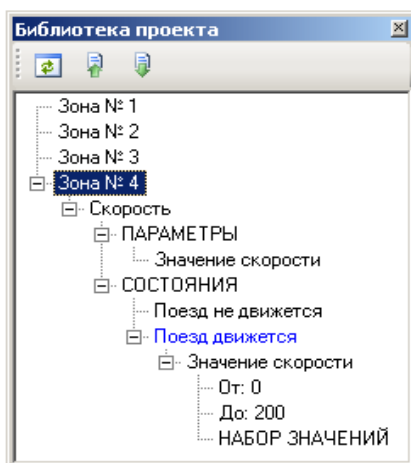 Библиотека проекта
Зона № 1
Зона № 2
Зона № 3
Зона № 4
Скорость
ПАРАМЕТРЫ
Значение скорости
СОСТОЯНИЯ
Поезд не движется
Поезд движется
Значение скорости
От: 0
До: 200
НАБОР ЗНАЧЕНИЙ